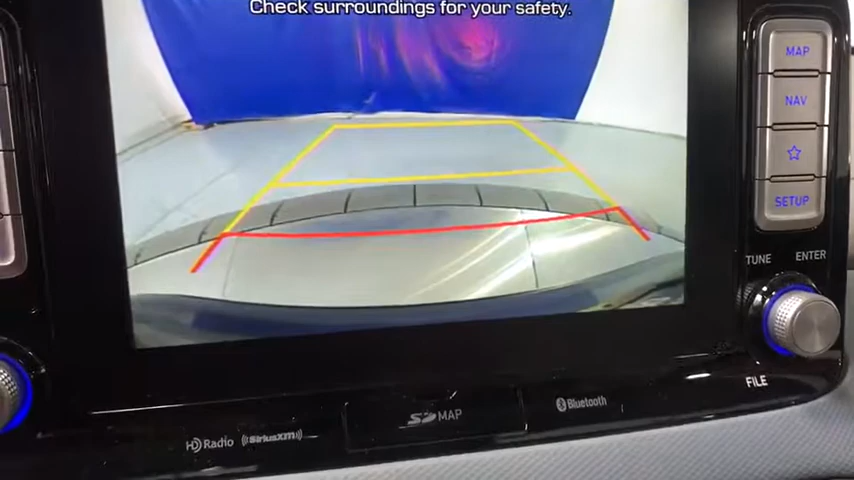 Check surroundings for your safety.
MAP
NAV
SETUP
TUNE
ENTER
FILE
HD Radio
SiriusXM
SD MAP
Bluetooth